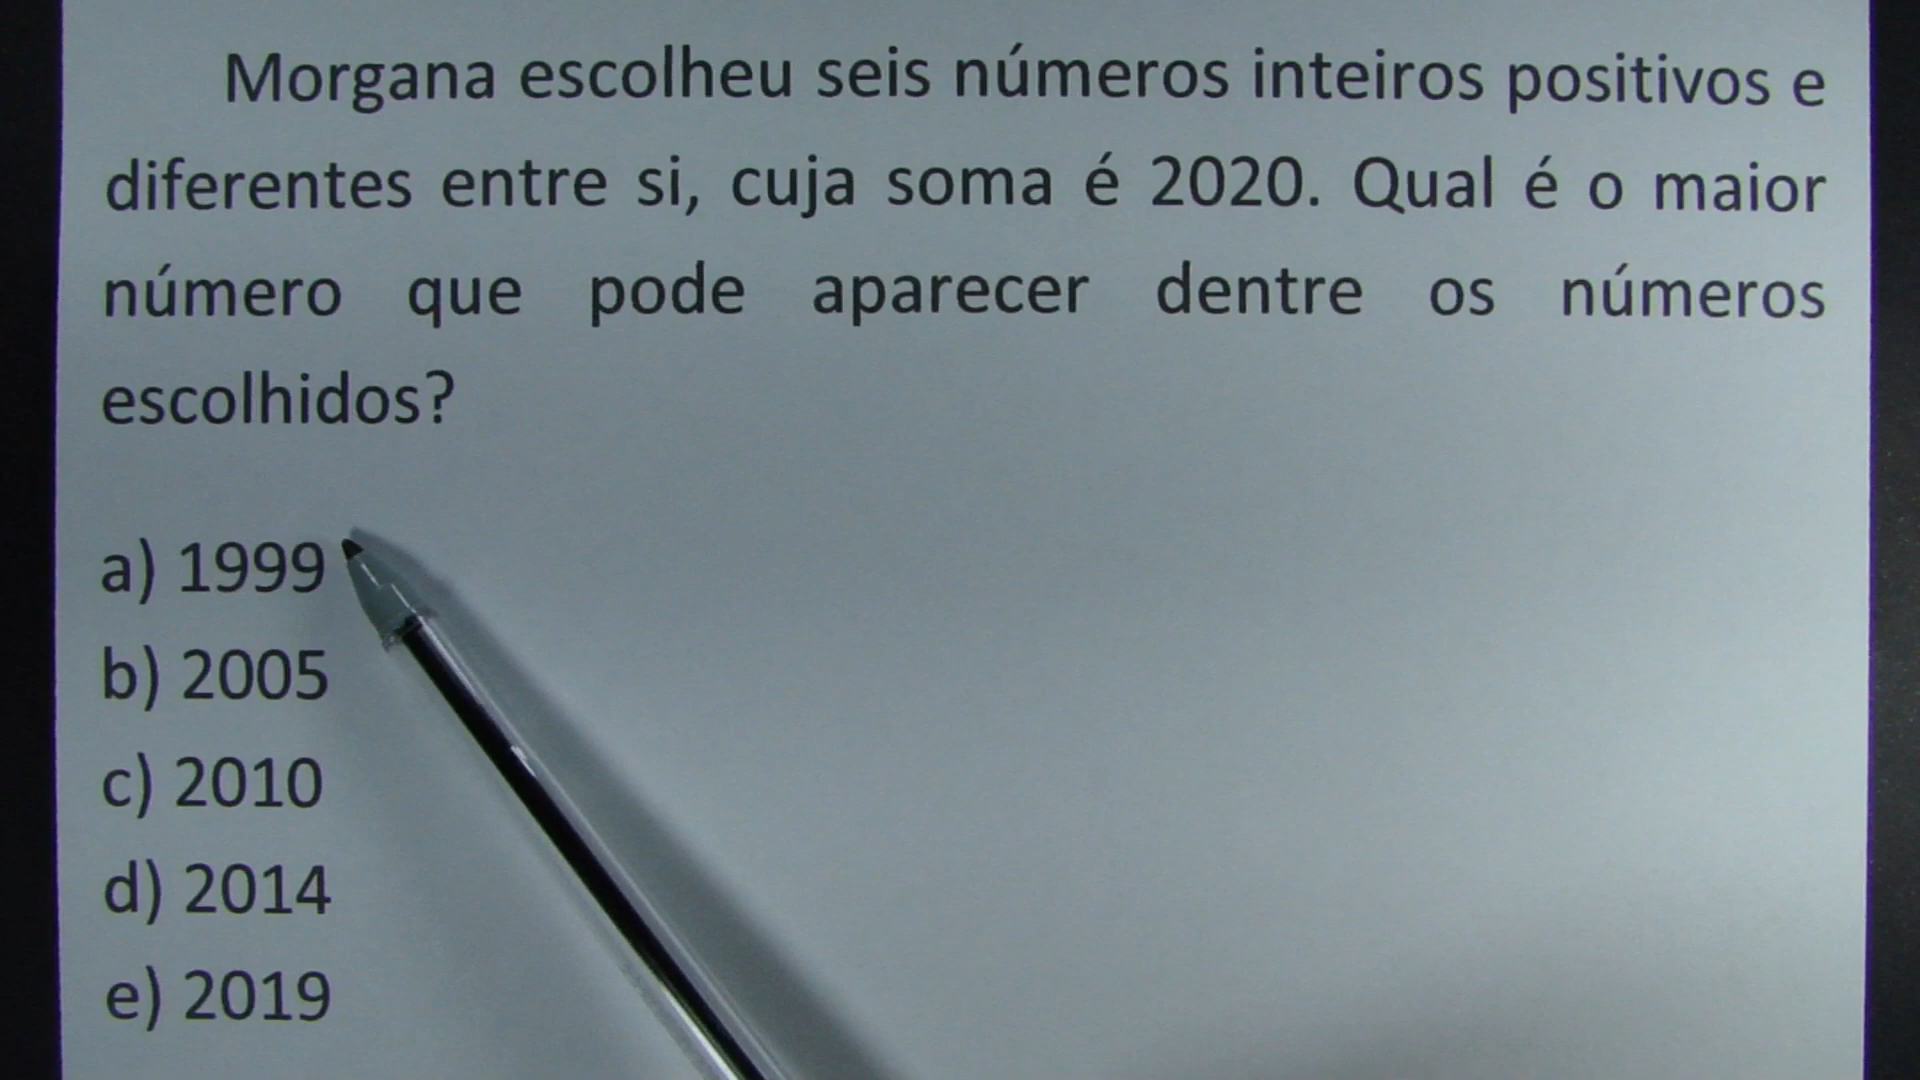 Morgana escolheu seis números inteiros positivos e
diferentes entre si, cuja soma é 2020. Qual é o maior
número que pode aparecer dentre os números
escolhidos?
a) 1999
b) 2005
c) 2010
d) 2014
e) 2019